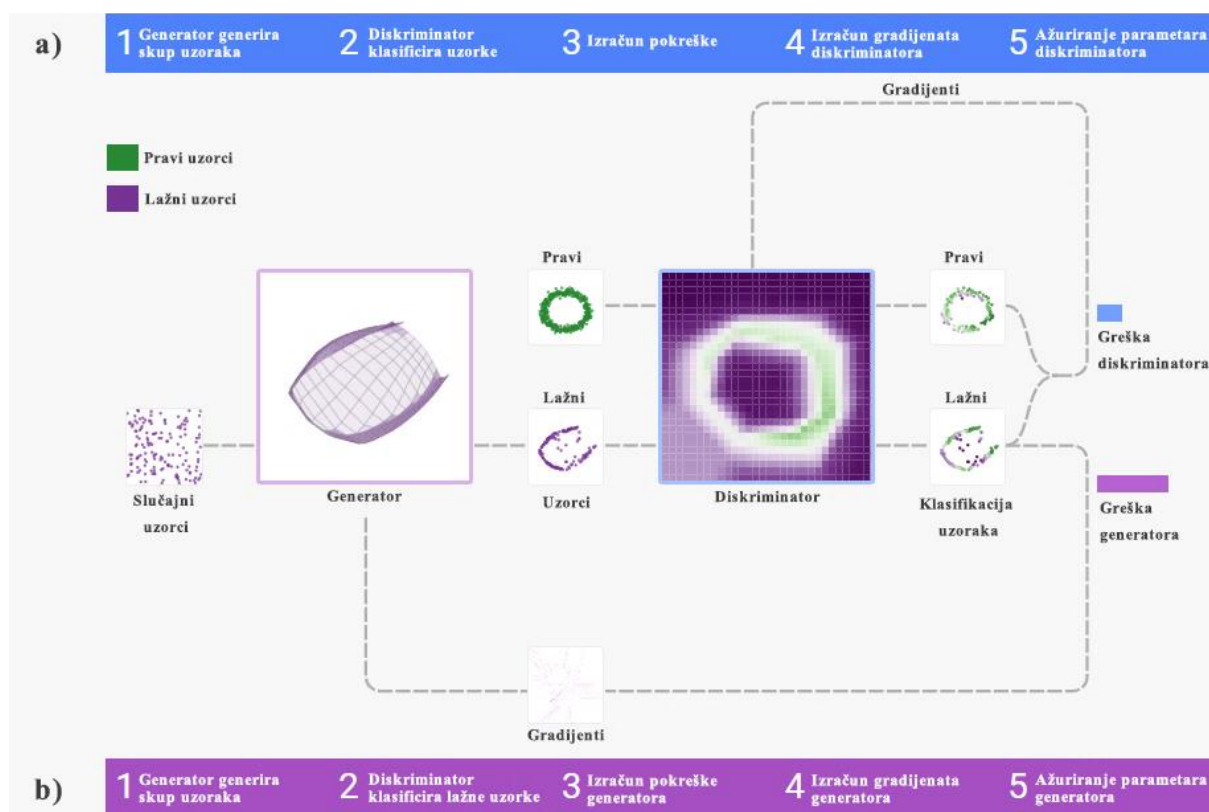 a)
1 Generator generira
skup uzoraka
2 Diskriminator
klasificira uzorke
3 Izračun pokreške
4 Izračun gradijenata
diskriminatora
5 Ažuriranje parametara
diskriminatora
Gradijenti
Pravi uzorci
Lažni uzorci
Pravi
Pravi
Greška
diskriminatora
Lažni
Lažni
Slučajni
uzorci
Generator
Uzorci
Diskriminator
Klasifikacija
uzoraka
Greška
generatora
Gradijenti
b)
1 Generator generira
skup uzoraka
2 Diskriminator
klasificira lažne uzorke
3 Izračun pokreške
generatora
4 Izračun gradijenata
generatora
5 Ažuriranje parametara
generatora